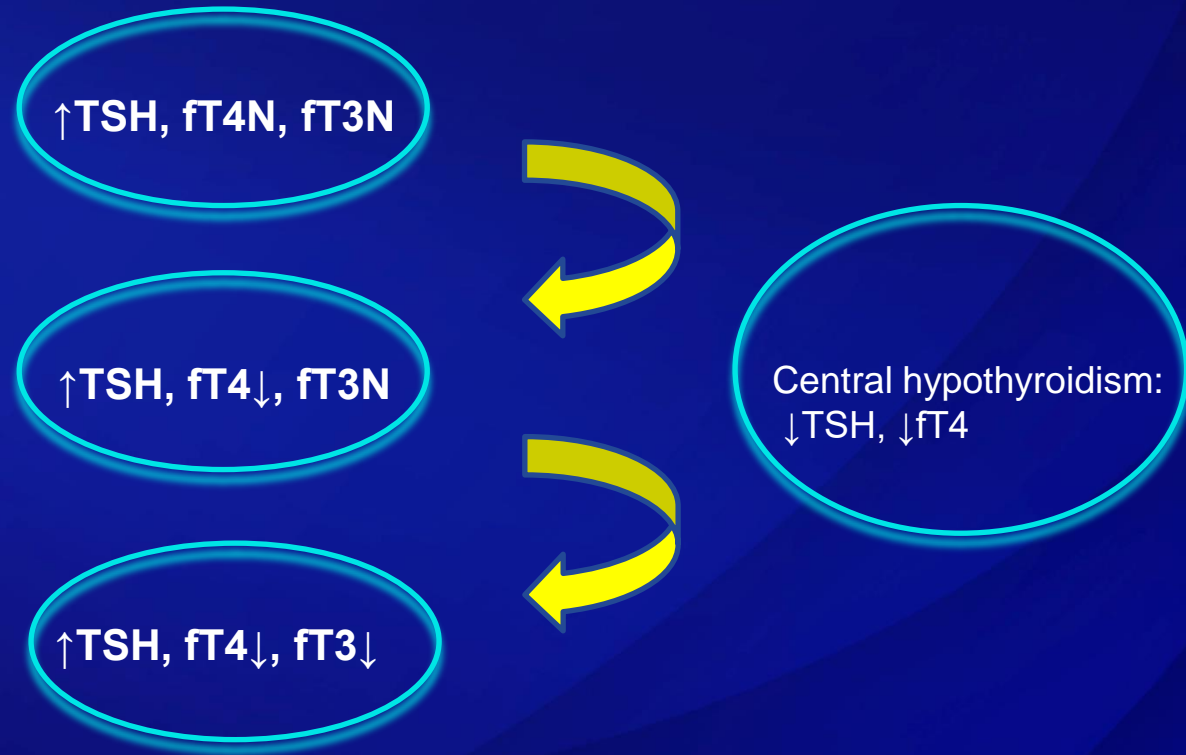 ↑TSH, fT4N, fT3N
↑TSH, fT4↓, fT3N
↑TSH, fT4↓, fT3↓
Central hypothyroidism:
↓TSH, ↓fT4